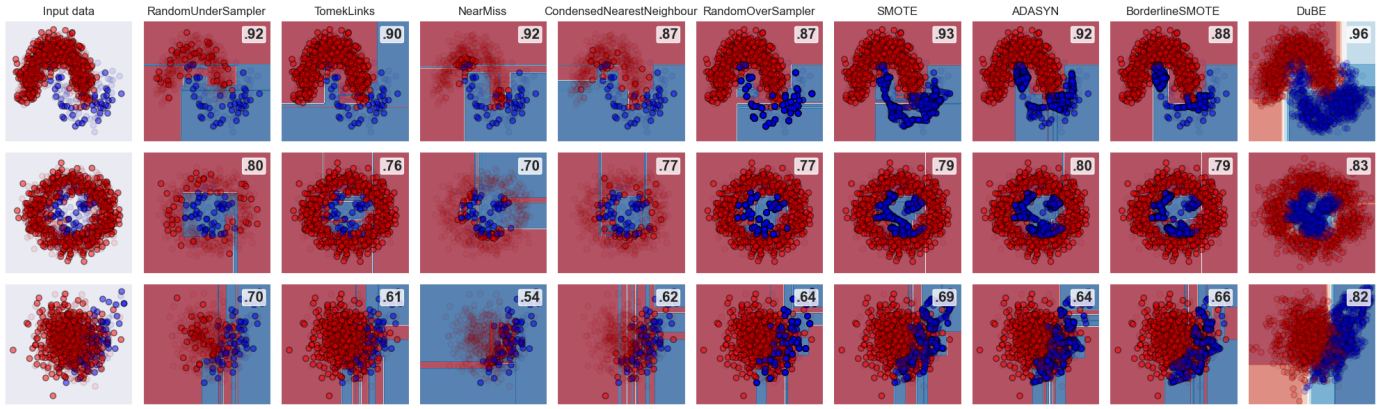 Input data RandomUnderSampler TomekLinks NearMiss CondensedNearestNeighbour RandomOverSampler SMOTE ADASYN BorderlineSMOTE DuBE
.92 .90 .92 .87 .87 .93 .92 .88 .96
.80 .76 .70 .77 .77 .79 .80 .79 .83
.70 .61 .54 .62 .64 .69 .64 .66 .82